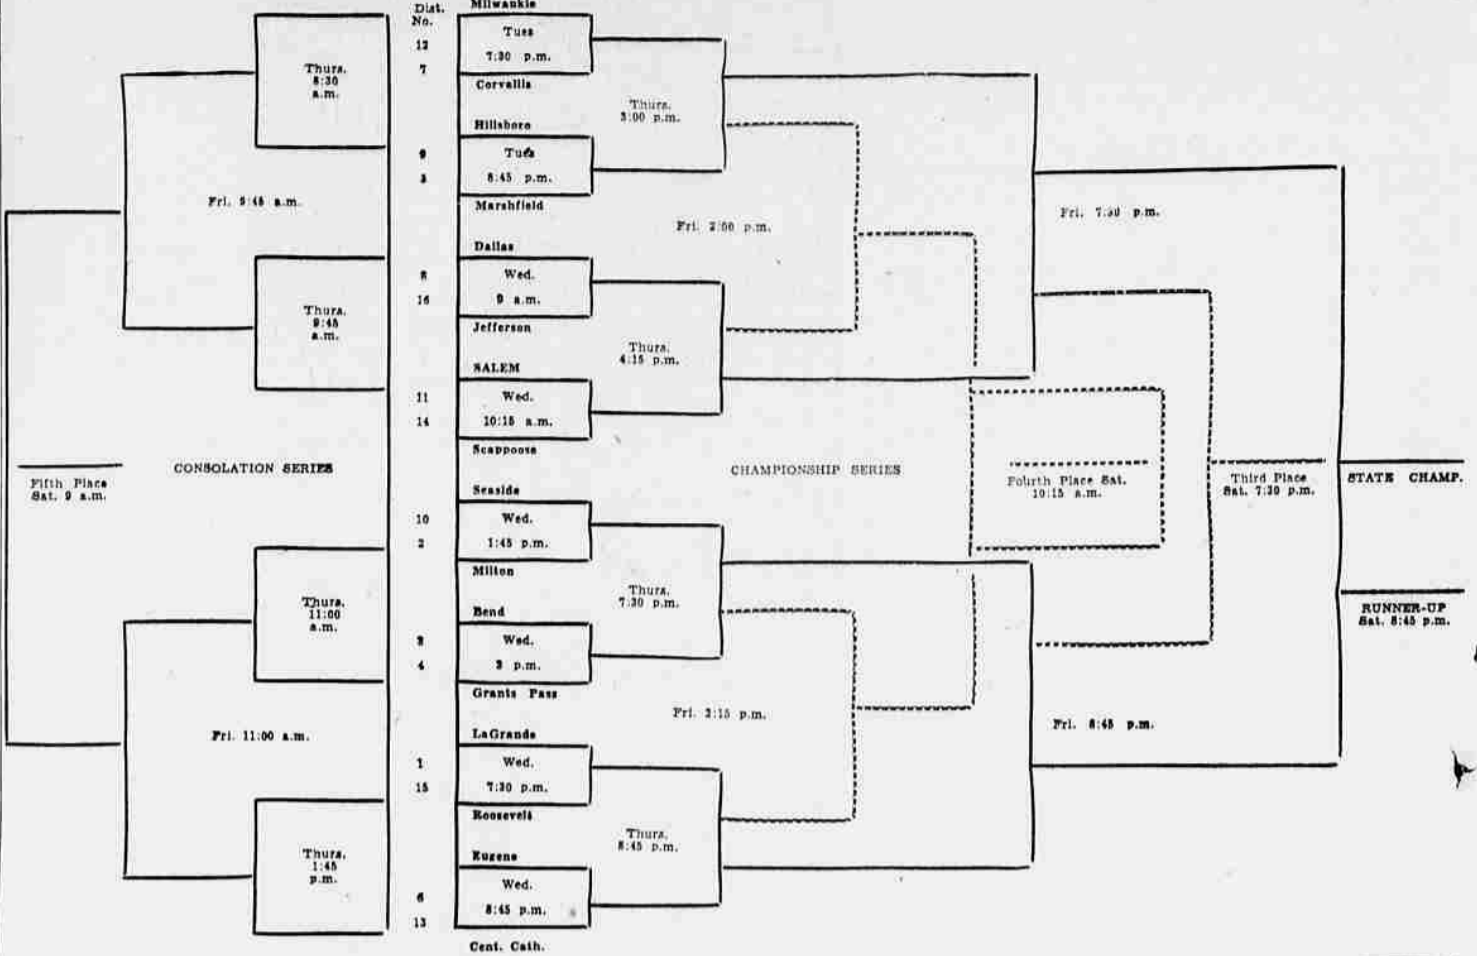 Dist.
No.
Milwaukie
12
Tues
7:30 p.m.
7
Corvallis
Hillsboro
9
Tues
8:45 p.m.
Marshfield
Dallas
8
Wed.
16
9 a.m.
Jefferson
SALEM
11
Wed.
14
10:15 a.m.
Scappoose
Seaside
10
Wed.
2
1:45 p.m.
Milton
Bend
Wed.
4
3 p.m.
Grants Pass
LaGrande
1
Wed.
15
7:30 p.m.
Roosevelt
Eugene
6
Wed.
13
8:45 p.m.
Cent. Cath.
Thurs.
8:30
a.m.
Fri. 9:45 a.m.
Thurs.
9:45
a.m.
CONSOLATION SERIES
Fifth Place
Sat. 9 a.m.
Thurs.
11:00
a.m.
Fri. 11:00 a.m.
Thurs.
1:45
p.m.
Thurs.
3:00 p.m.
Fri. 2:00 p.m.
Thurs.
4:15 p.m.
CHAMPIONSHIP SERIES
Thurs.
7:30 p.m.
Fri. 3:15 p.m.
Thurs.
8:45 p.m.
Fri. 7:30 p.m.
Fourth Place Sat.
10:15 a.m.
Third Place
Sat. 7:30 p.m.
STATE CHAMP.
RUNNER-UP
Sat. 8:45 p.m.
Fri. 8:45 p.m.